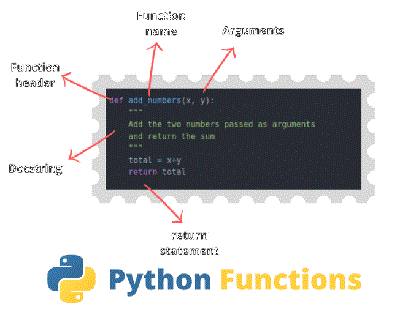 Function
name
Arguments
Function
header
def add_numbers(x, y):
"""
Add the two numbers passed as arguments
and return the sum
"""
total = x+y
return total
Docstring
return
statement
Python Functions